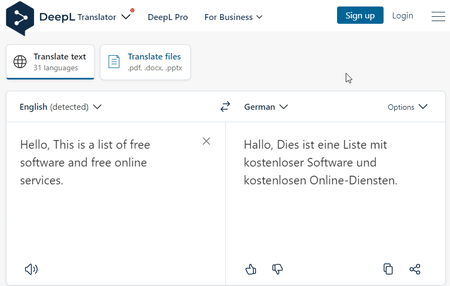 DeepL Translator DeepL Pro For Business Sign up Login
Translate text Translate files
31 languages .pdf, .docx, .pptx
English (detected) German Options
Hello, This is a list of free
software and free online
services.
Hallo, Dies ist eine Liste mit
kostenloser Software und
kostenlosen Online-Diensten.